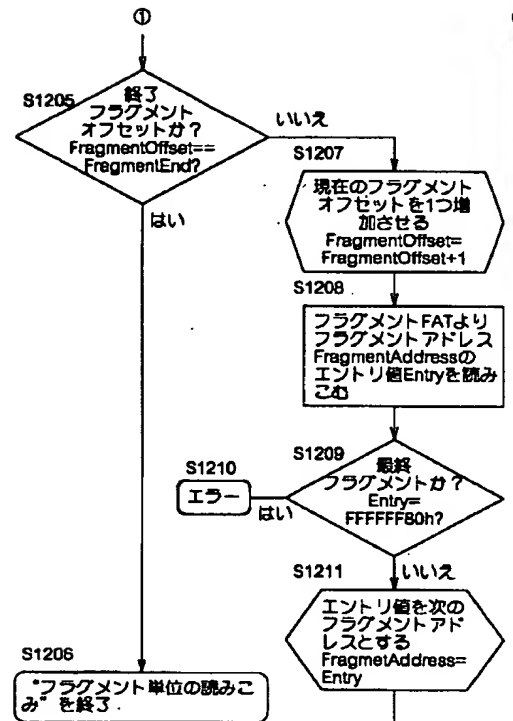 ①
S1205
終了
フラグメント
オフセットか？
FragmentOffset==
FragmentEnd?
いいえ
はい
S1207
現在のフラグメント
オフセットを1つ増
加させる
FragmentOffset=
FragmentOffset+1
S1208
フラグメントFATより
フラグメントアドレス
FragmentAddressの
エントリ値Entryを読み
こむ
S1209
最終
フラグメントか？
Entry=
FFFFFF80h?
S1210
エラー
はい
いいえ
S1211
エントリ値を次の
フラグメントアド
レスとする
FragmetAddress=
Entry
S1206
"フラグメント単位の読みこ
み"を終了.